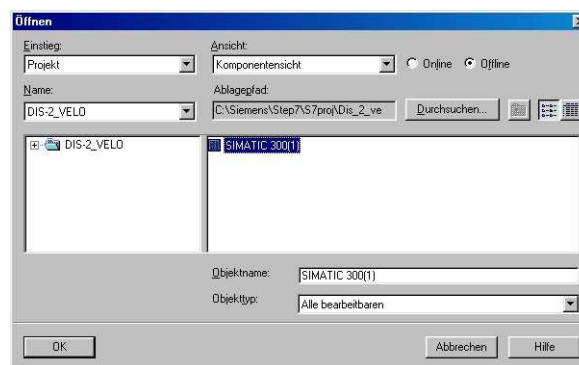 Öffnen
Einstieg:
Ansicht:
Projekt
Komponentensicht
Online
Offline
Name:
Ablagepfad:
DIS-2_VELO
C:\Siemens\Step7\S7proj\Dis_2_ve
Durchsuchen...
DIS-2_VELO
SIMATIC 300(1)
Objektname:
SIMATIC 300(1)
Objekttyp:
Alle bearbeitbaren
OK
Abbrechen
Hilfe